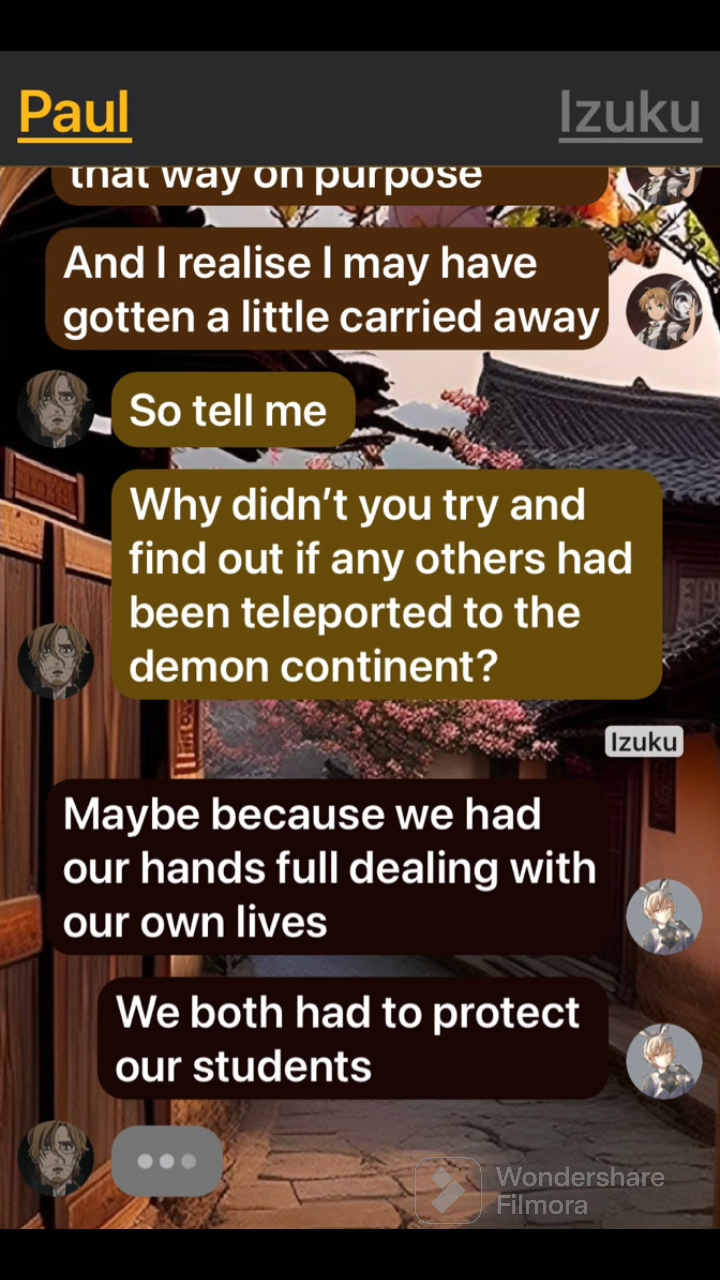 Paul
Izuku
that way on purpose
And I realise I may have
gotten a little carried away
So tell me
Why didn’t you try and
find out if any others had
been teleported to the
demon continent?
Izuku
Maybe because we had
our hands full dealing with
our own lives
We both had to protect
our students
Wondershare
Filmora